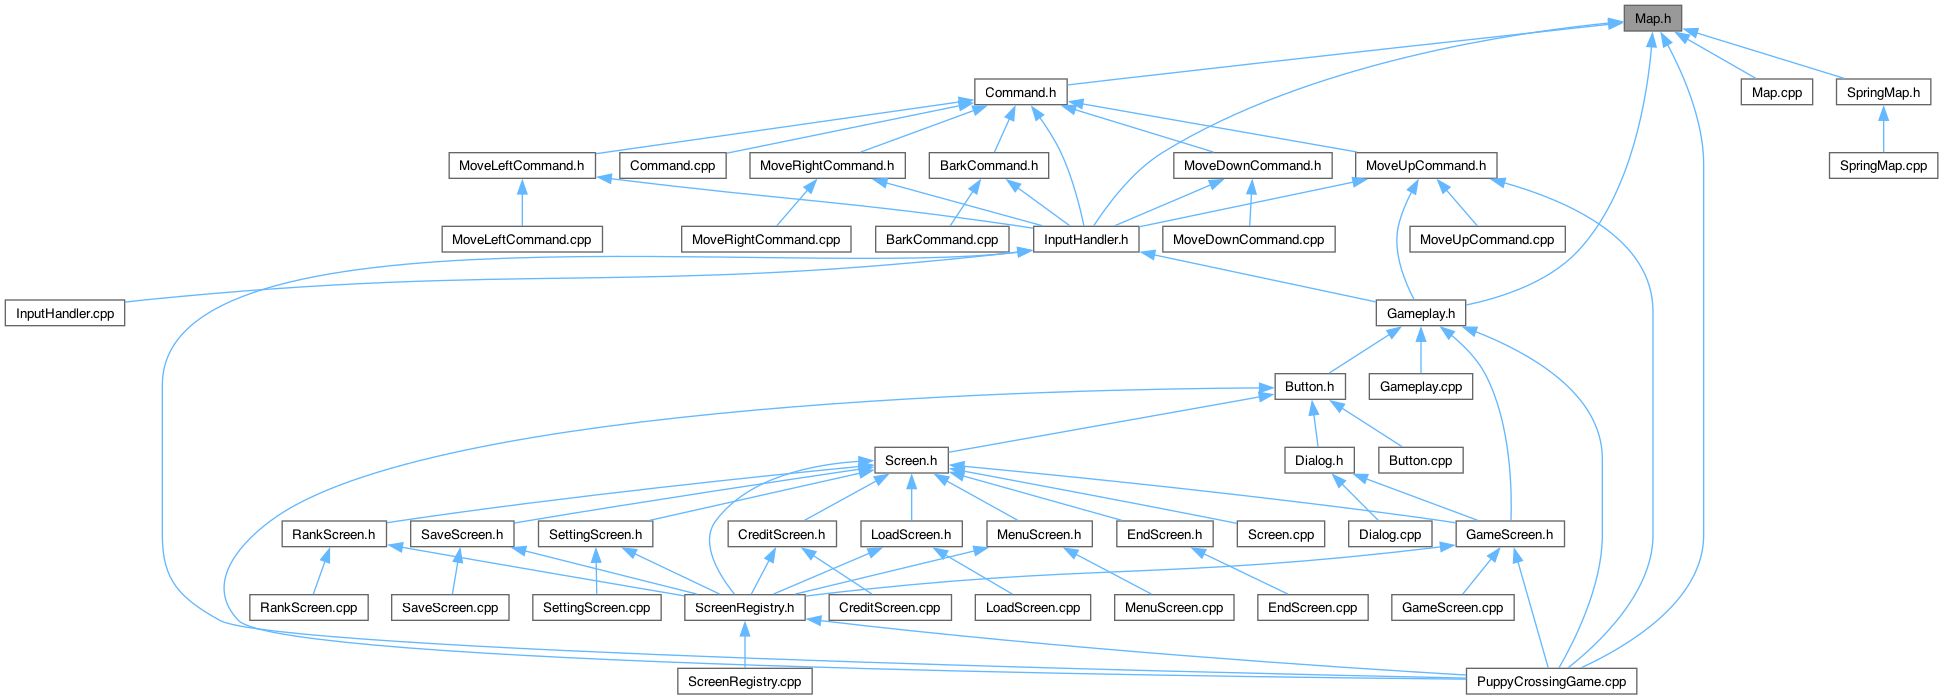 Map.h
Command.h
Map.cpp
SpringMap.h
MoveLeftCommand.h
Command.cpp
MoveRightCommand.h
BarkCommand.h
MoveDownCommand.h
MoveUpCommand.h
SpringMap.cpp
MoveLeftCommand.cpp
MoveRightCommand.cpp
BarkCommand.cpp
InputHandler.h
MoveDownCommand.cpp
MoveUpCommand.cpp
InputHandler.cpp
Gameplay.h
Button.h
Gameplay.cpp
Screen.h
Dialog.h
Button.cpp
RankScreen.h
SaveScreen.h
SettingScreen.h
CreditScreen.h
LoadScreen.h
MenuScreen.h
EndScreen.h
Screen.cpp
Dialog.cpp
GameScreen.h
RankScreen.cpp
SaveScreen.cpp
SettingScreen.cpp
ScreenRegistry.h
CreditScreen.cpp
LoadScreen.cpp
MenuScreen.cpp
EndScreen.cpp
GameScreen.cpp
ScreenRegistry.cpp
PuppyCrossingGame.cpp